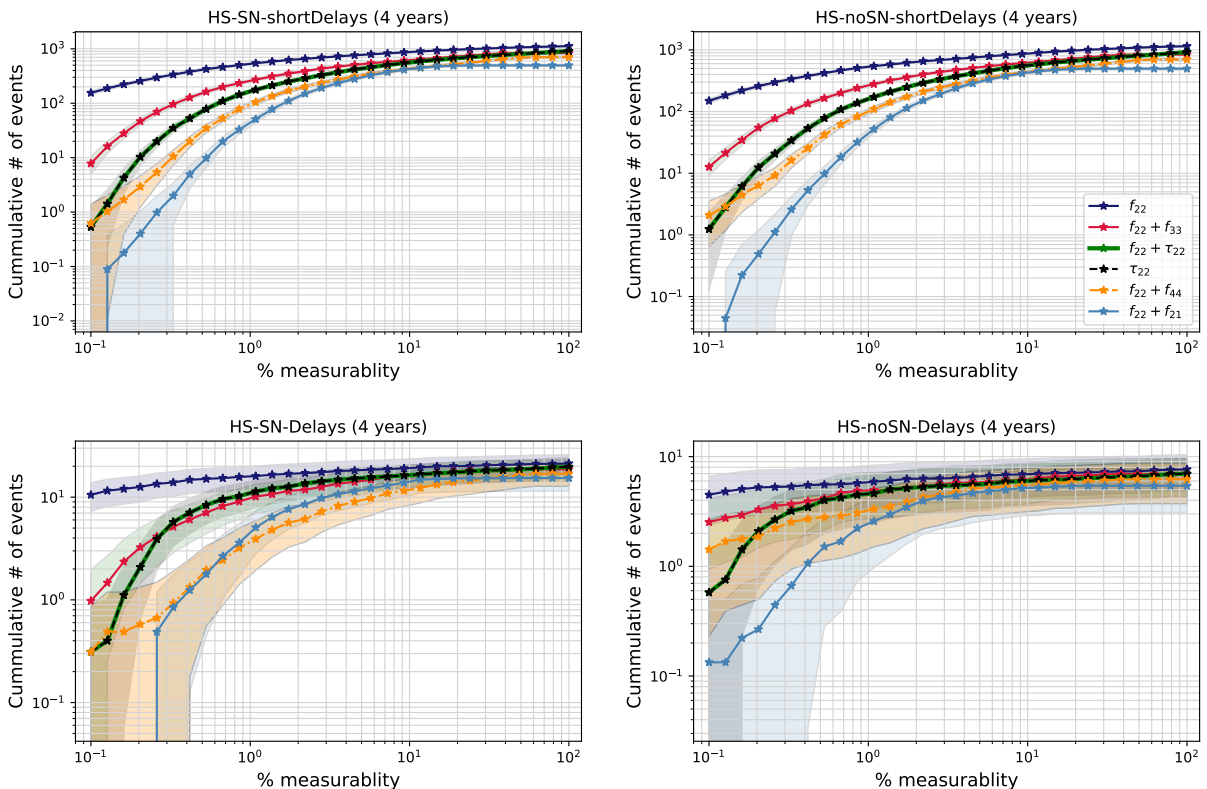 HS-SN-shortDelays (4 years)
Cummulative # of events
10³
10²
10¹
10⁰
10⁻¹
10⁻²
10⁻¹ 10⁰ 10¹ 10²
% measurablity
HS-noSN-shortDelays (4 years)
Cummulative # of events
10³
10²
10¹
10⁰
10⁻¹
f₂₂
f₂₂ + f₃₃
f₂₂ + τ₂₂
τ₂₂
f₂₂ + f₄₄
f₂₂ + f₂₁
10⁻¹ 10⁰ 10¹ 10²
% measurablity
HS-SN-Delays (4 years)
Cummulative # of events
10¹
10⁰
10⁻¹
10⁻¹ 10⁰ 10¹ 10²
% measurablity
HS-noSN-Delays (4 years)
Cummulative # of events
10¹
10⁰
10⁻¹
10⁻¹ 10⁰ 10¹ 10²
% measurablity